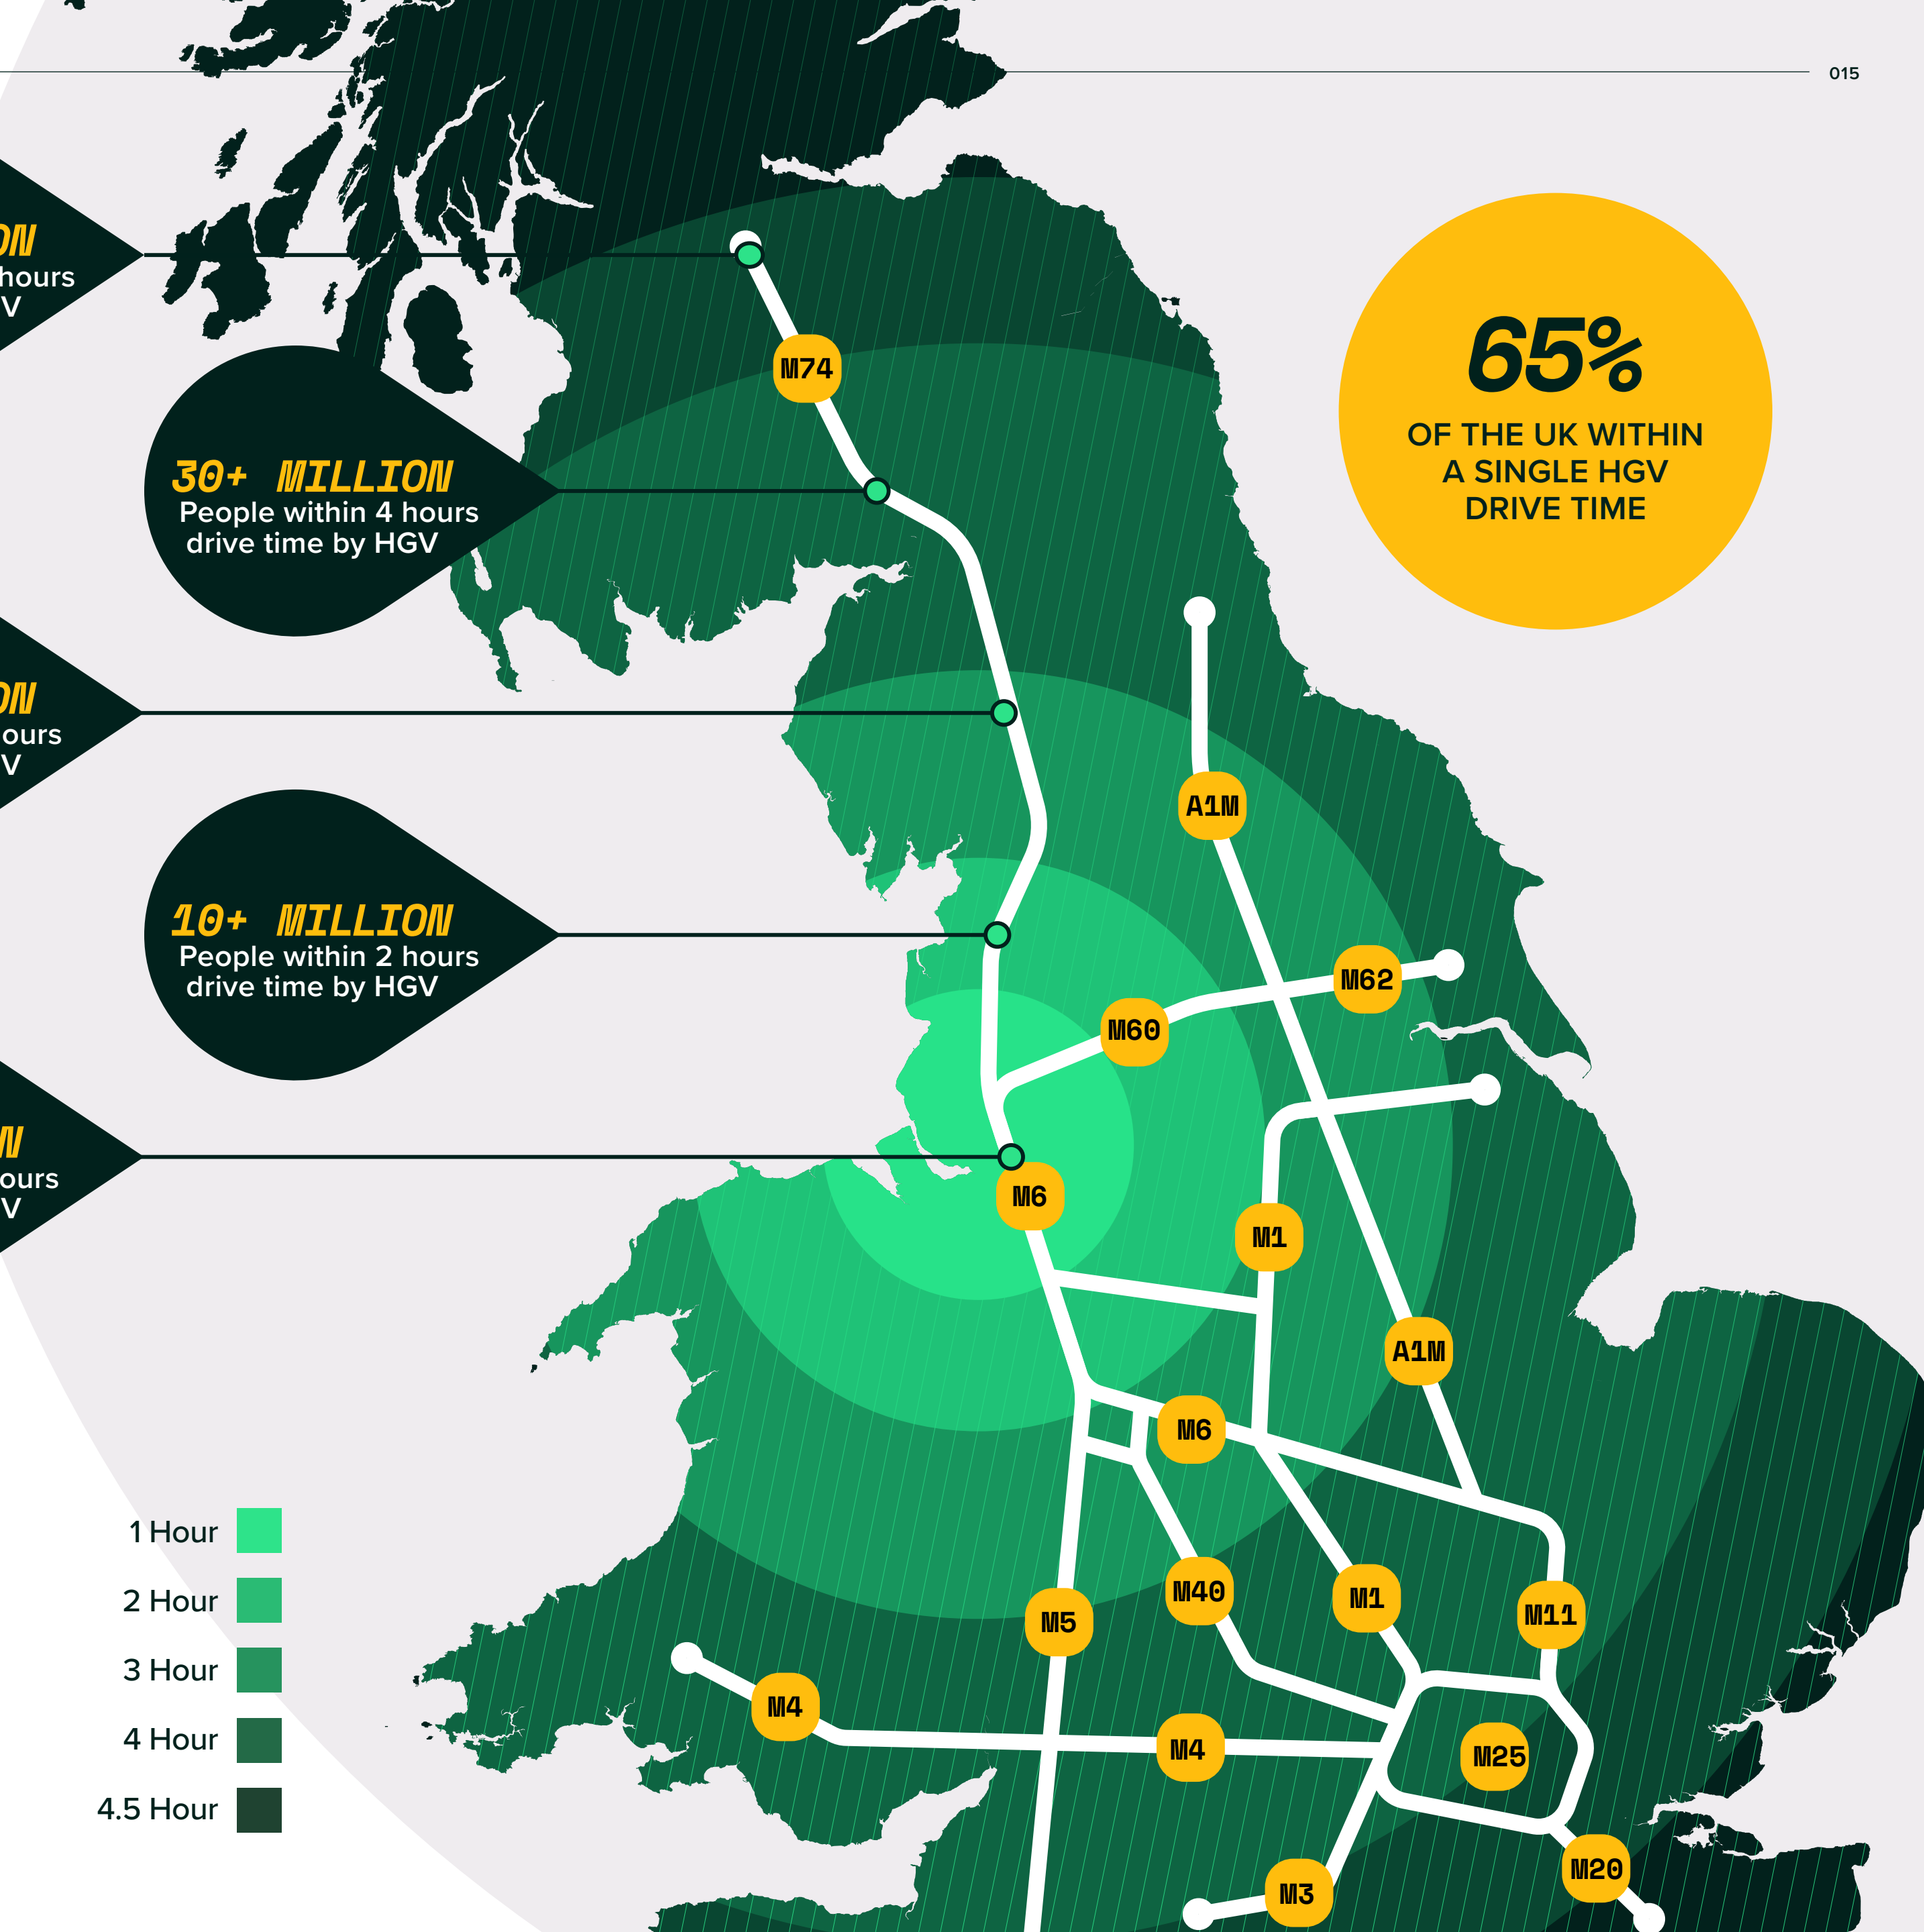 015
hours
V
65%
OF THE UK WITHIN
A SINGLE HGV
DRIVE TIME
M74
30+ MILLION
People within 4 hours
drive time by HGV
V
A1M
10+ MILLION
People within 2 hours
drive time by HGV
M62
M60
V
M6
M1
A1M
M6
1 Hour
2 Hour
3 Hour
4 Hour
4.5 Hour
M40
M1
M11
M5
M4
M4
M25
M20
M3